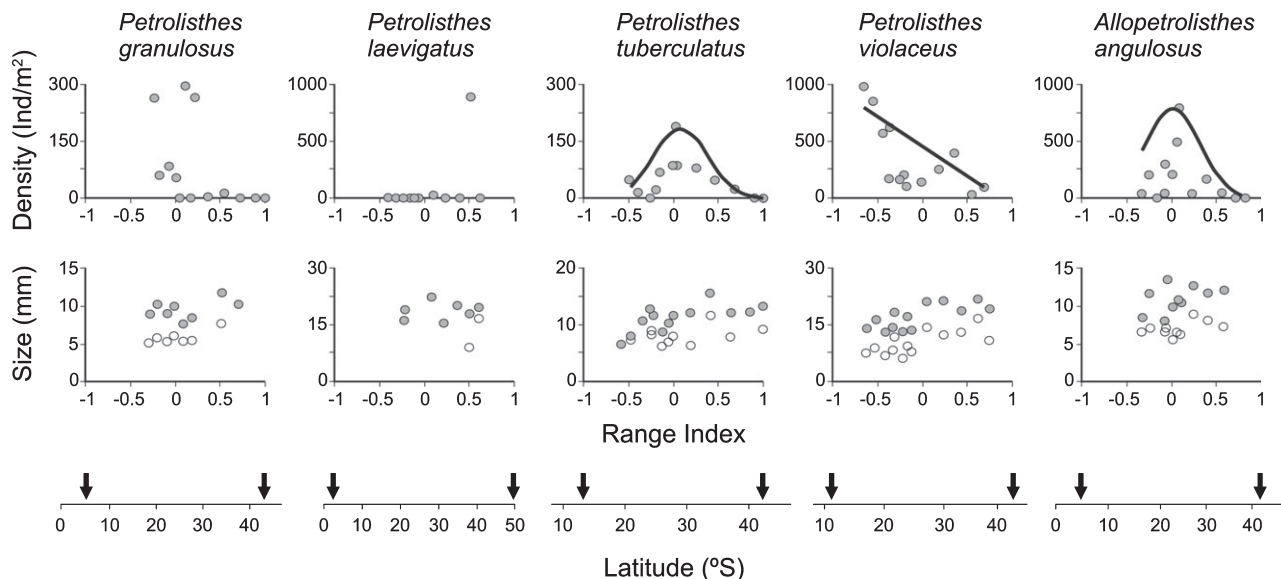 Petrolisthes granulosus
Petrolisthes laevigatus
Petrolisthes tuberculatus
Petrolisthes violaceus
Allopetrolisthes angulosus
Density (Ind/m²)
300 150 0
-1 -0.5 0 0.5 1
1000 500 0
-1 -0.5 0 0.5 1
300 150 0
-1 -0.5 0 0.5 1
1000 500 0
-1 -0.5 0 0.5 1
1000 500 0
-1 -0.5 0 0.5 1
Size (mm)
15 10 5 0
-1 -0.5 0 0.5 1
30 15 0
-1 -0.5 0 0.5 1
20 10 0
-1 -0.5 0 0.5 1
30 15 0
-1 -0.5 0 0.5 1
15 10 5 0
-1 -0.5 0 0.5 1
Range Index
0 10 20 30 40
0 10 20 30 40 50
10 20 30 40
10 20 30 40
0 10 20 30 40
Latitude (ºS)